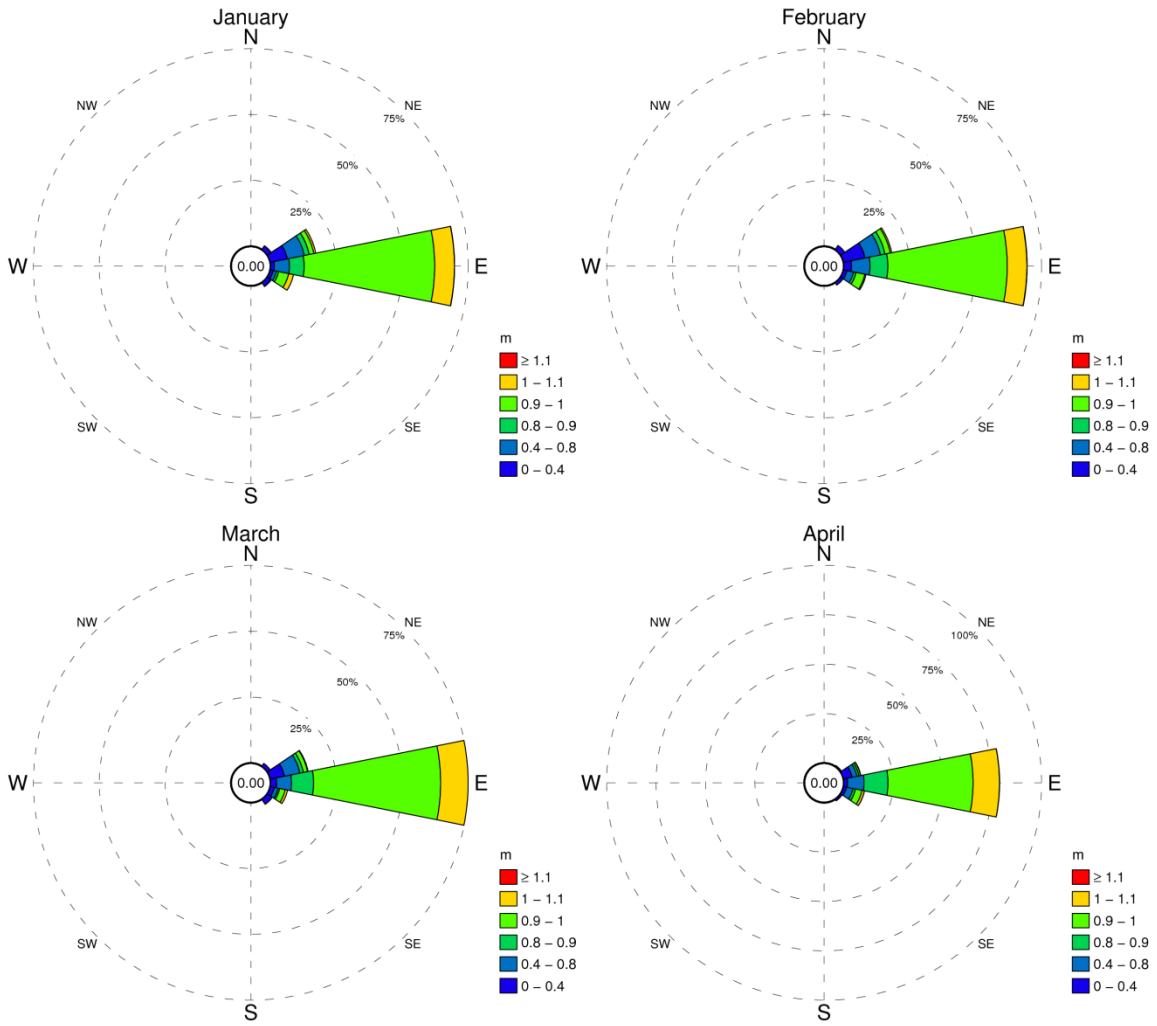 January
N
NW
NE
75%
50%
25%
W
0.00
E
SW
SE
S
m
≥ 1.1
1 − 1.1
0.9 − 1
0.8 − 0.9
0.4 − 0.8
0 − 0.4
February
N
NW
NE
75%
50%
25%
W
0.00
E
SW
SE
S
m
≥ 1.1
1 − 1.1
0.9 − 1
0.8 − 0.9
0.4 − 0.8
0 − 0.4
March
N
NW
NE
75%
50%
25%
W
0.00
E
SW
SE
S
m
≥ 1.1
1 − 1.1
0.9 − 1
0.8 − 0.9
0.4 − 0.8
0 − 0.4
April
N
NW
NE
100%
75%
50%
25%
W
0.00
E
SW
SE
S
m
≥ 1.1
1 − 1.1
0.9 − 1
0.8 − 0.9
0.4 − 0.8
0 − 0.4